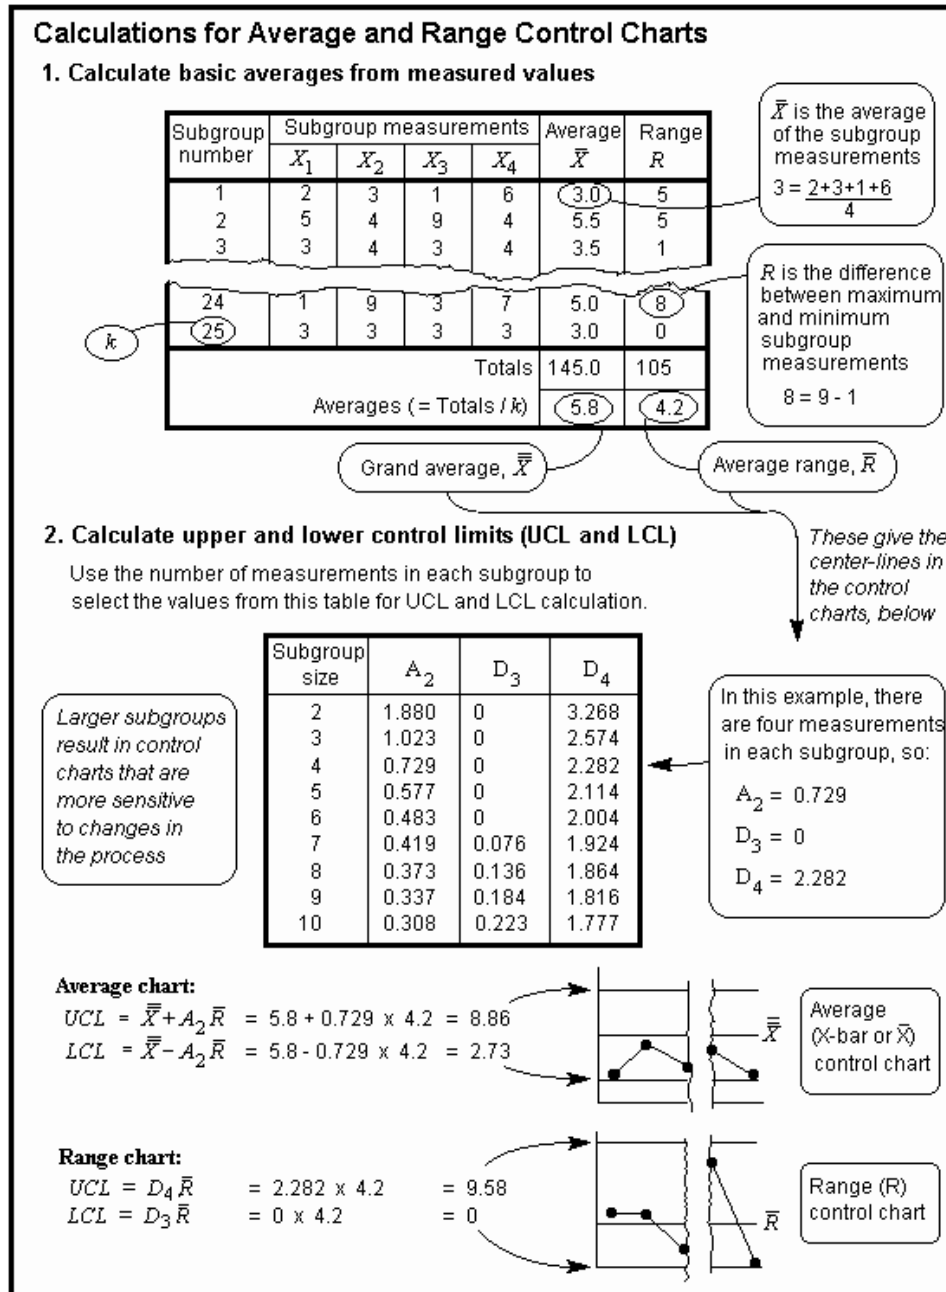 Calculations for Average and Range Control Charts
1. Calculate basic averages from measured values
Subgroup number
Subgroup measurements
Average X̄
Range R
X₁ X₂ X₃ X₄
1 2 3 1 6 3.0 5
2 5 4 9 4 5.5 5
3 3 4 3 4 3.5 1
24 1 9 3 7 5.0 8
25 3 3 3 3 3.0 0
Totals 145.0 105
Averages (= Totals / k) 5.8 4.2
k
X̄ is the average
of the subgroup
measurements
3 = 2+3+1+6
4
R is the difference
between maximum
and minimum
subgroup
measurements
8 = 9 - 1
Grand average, X̿
Average range, R̄
2. Calculate upper and lower control limits (UCL and LCL)
Use the number of measurements in each subgroup to
select the values from this table for UCL and LCL calculation.
These give the
center-lines in
the control
charts, below
Larger subgroups
result in control
charts that are
more sensitive
to changes in
the process
Subgroup size A₂ D₃ D₄
2 1.880 0 3.268
3 1.023 0 2.574
4 0.729 0 2.282
5 0.577 0 2.114
6 0.483 0 2.004
7 0.419 0.076 1.924
8 0.373 0.136 1.864
9 0.337 0.184 1.816
10 0.308 0.223 1.777
In this example, there
are four measurements
in each subgroup, so:
A₂ = 0.729
D₃ = 0
D₄ = 2.282
Average chart:
UCL = X̿ + A₂ R̄ = 5.8 + 0.729 x 4.2 = 8.86
LCL = X̿ − A₂ R̄ = 5.8 - 0.729 x 4.2 = 2.73
X̿
Average
(X-bar or X̄)
control chart
Range chart:
UCL = D₄ R̄ = 2.282 x 4.2 = 9.58
LCL = D₃ R̄ = 0 x 4.2 = 0
R̄
Range (R)
control chart